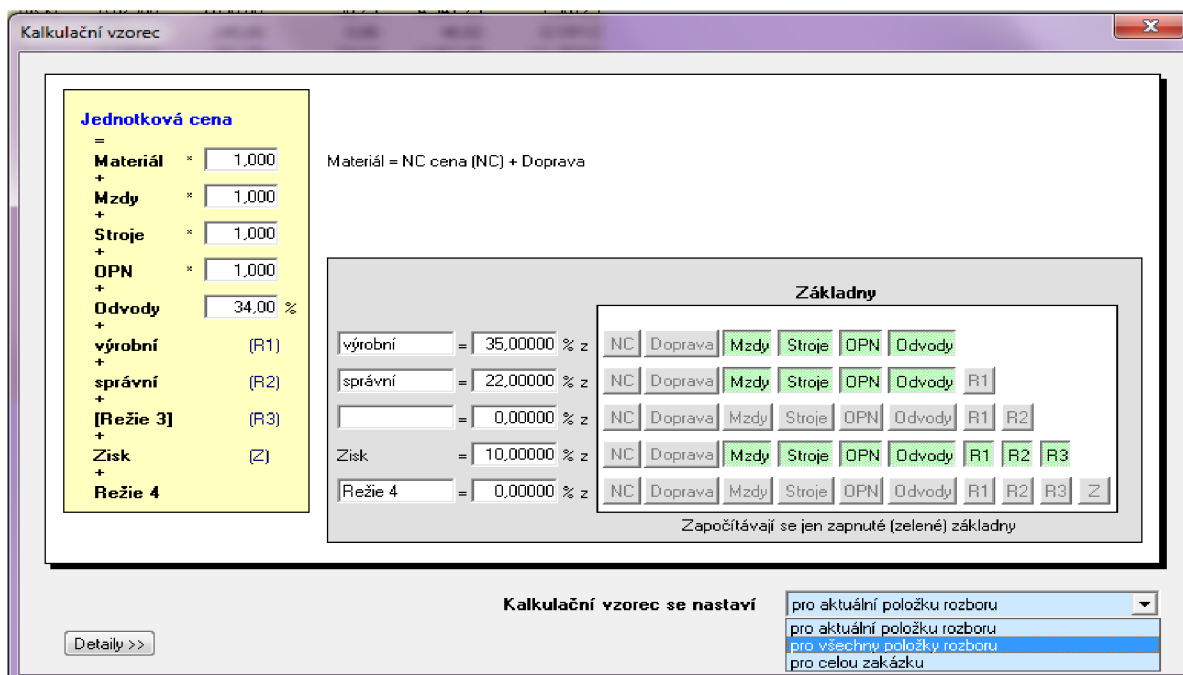 Kalkulační vzorec
x
Jednotková cena
=
Materiál * 1,000 Materiál = NC cena (NC) + Doprava
+
Mzdy * 1,000
+
Stroje * 1,000
+
OPN * 1,000
+
Odvody 34,00 %
+
Základny
výrobní (R1) výrobní = 35,00000 % z NC Doprava Mzdy Stroje OPN Odvody
+
správní (R2) správní = 22,00000 % z NC Doprava Mzdy Stroje OPN Odvody R1
+
[Režie 3] (R3) = 0,00000 % z NC Doprava Mzdy Stroje OPN Odvody R1 R2
+
Zisk (Z) Zisk = 10,00000 % z NC Doprava Mzdy Stroje OPN Odvody R1 R2 R3
+
Režie 4 Režie 4 = 0,00000 % z NC Doprava Mzdy Stroje OPN Odvody R1 R2 R3 Z
Započítávají se jen zapnuté (zelené) základny
Kalkulační vzorec se nastaví pro aktuální položku rozboru
pro aktuální položku rozboru
Detaily >> pro všechny položky rozboru
pro celou zakázku